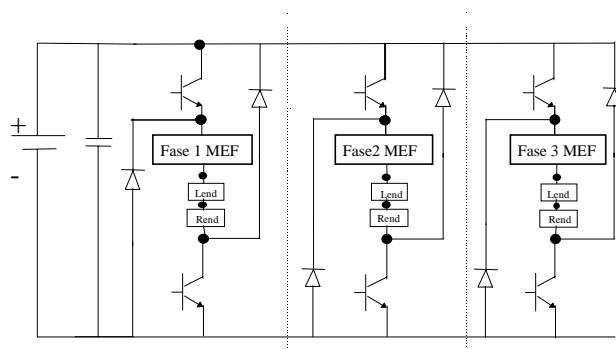 +
Fase 1 MEF
Fase2 MEF
Fase 3 MEF
-
Lend
Lend
Lend
Rend
Rend
Rend